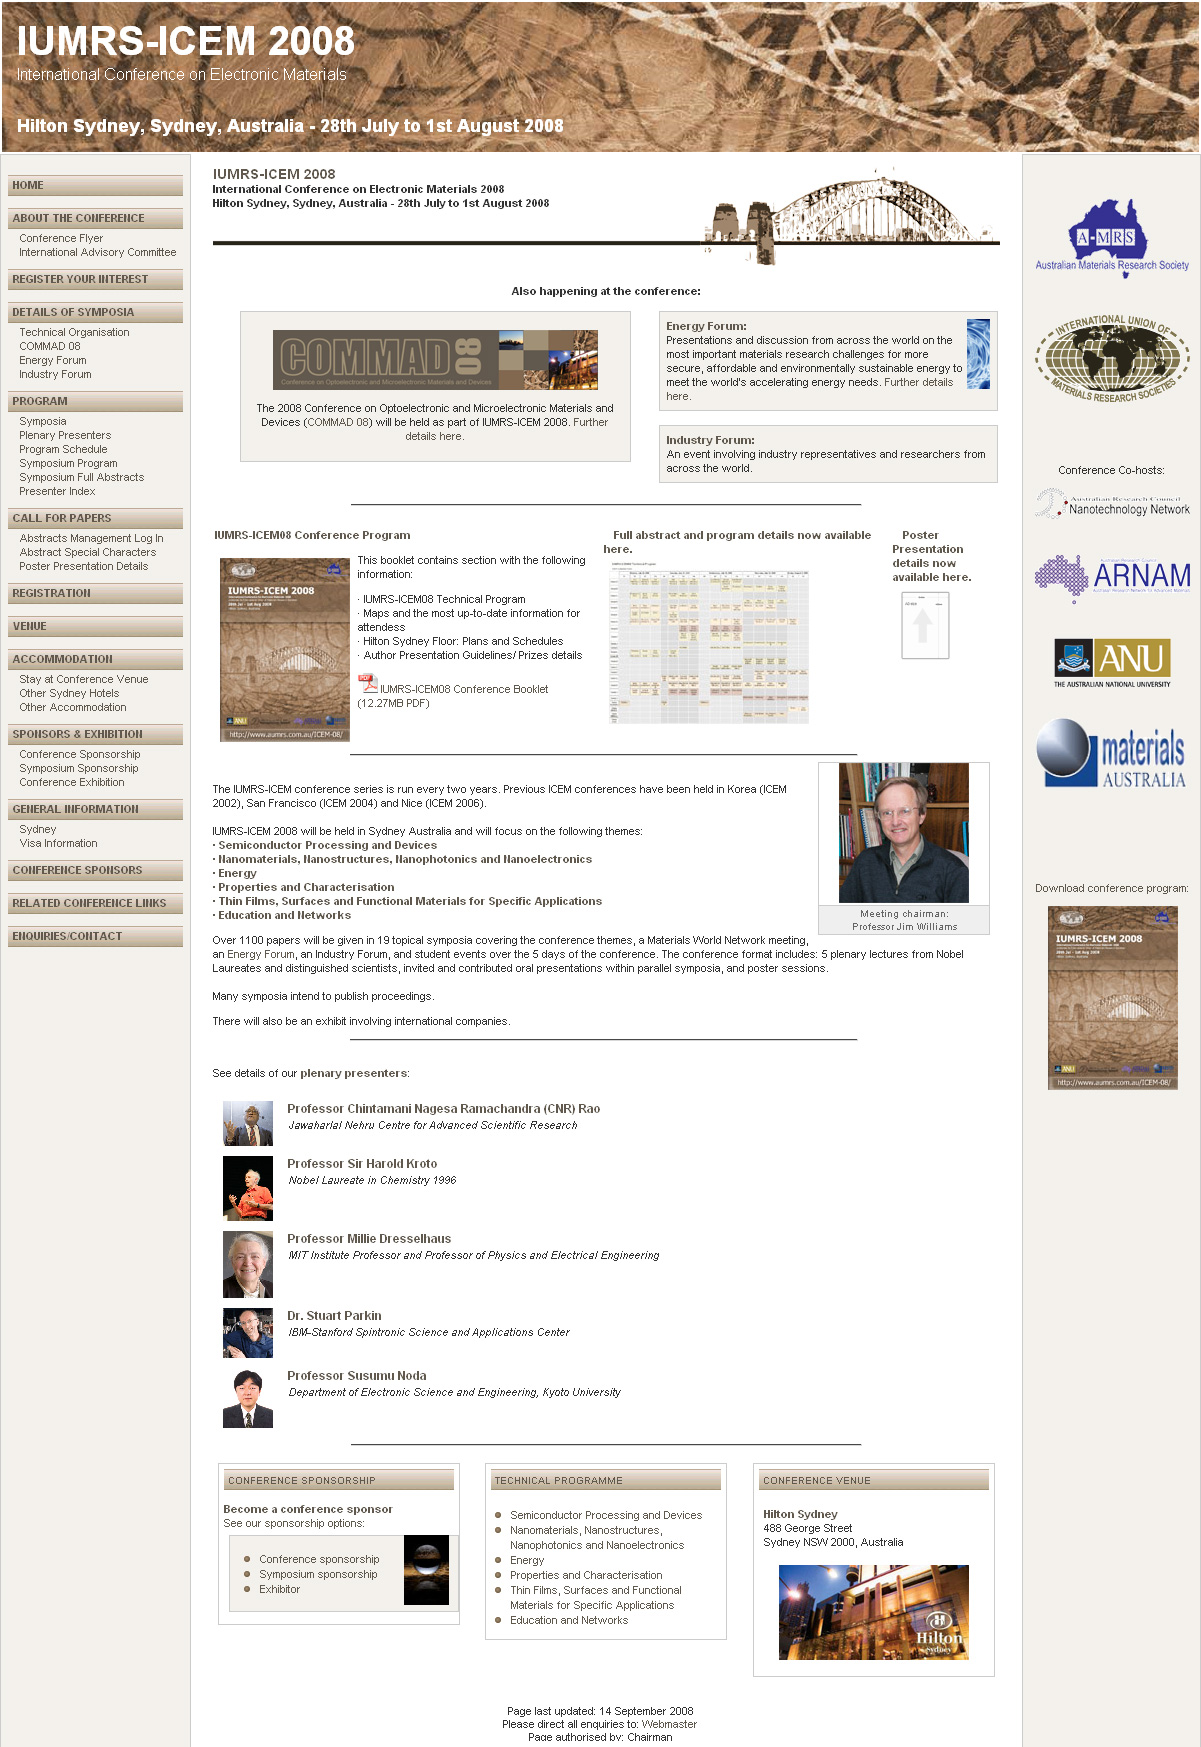 IUMRS-ICEM 2008
International Conference on Electronic Materials
Hilton Sydney, Sydney, Australia - 28th July to 1st August 2008
HOME
ABOUT THE CONFERENCE
Conference Flyer
International Advisory Committee
REGISTER YOUR INTEREST
DETAILS OF SYMPOSIA
Technical Organisation
COMMAD 08
Energy Forum
Industry Forum
PROGRAM
Symposia
Plenary Presenters
Program Schedule
Symposium Program
Symposium Full Abstracts
Presenter Index
CALL FOR PAPERS
Abstracts Management Log In
Abstract Special Characters
Poster Presentation Details
REGISTRATION
VENUE
ACCOMMODATION
Stay at Conference Venue
Other Sydney Hotels
Other Accommodation
SPONSORS & EXHIBITION
Conference Sponsorship
Symposium Sponsorship
Conference Exhibition
GENERAL INFORMATION
Sydney
Visa Information
CONFERENCE SPONSORS
RELATED CONFERENCE LINKS
ENQUIRIES/CONTACT
IUMRS-ICEM 2008
International Conference on Electronic Materials 2008
Hilton Sydney, Sydney, Australia - 28th July to 1st August 2008
Also happening at the conference:
COMMAD 08
Conference on Optoelectronic and Microelectronic Materials and Devices
The 2008 Conference on Optoelectronic and Microelectronic Materials and
Devices (COMMAD 08) will be held as part of IUMRS-ICEM 2008. Further
details here.
Energy Forum:
Presentations and discussion from across the world on the
most important materials research challenges for more
secure, affordable and environmentally sustainable energy to
meet the world's accelerating energy needs. Further details
here.
Industry Forum:
An event involving industry representatives and researchers from
across the world.
IUMRS-ICEM08 Conference Program
IUMRS-ICEM 2008
ANU
http://www.aumrs.com.au/ICEM-08/
This booklet contains section with the following
information:
· IUMRS-ICEM08 Technical Program
· Maps and the most up-to-date information for
attendess
· Hilton Sydney Floor: Plans and Schedules
· Author Presentation Guidelines/ Prizes details
IUMRS-ICEM08 Conference Booklet
(12.27MB PDF)
Full abstract and program details now available
here.
Poster
Presentation
details now
available here.
The IUMRS-ICEM conference series is run every two years. Previous ICEM conferences have been held in Korea (ICEM
2002), San Francisco (ICEM 2004) and Nice (ICEM 2006).
IUMRS-ICEM 2008 will be held in Sydney Australia and will focus on the following themes:
· Semiconductor Processing and Devices
· Nanomaterials, Nanostructures, Nanophotonics and Nanoelectronics
· Energy
· Properties and Characterisation
· Thin Films, Surfaces and Functional Materials for Specific Applications
· Education and Networks
Meeting chairman:
Professor Jim Williams
Over 1100 papers will be given in 19 topical symposia covering the conference themes, a Materials World Network meeting,
an Energy Forum, an Industry Forum, and student events over the 5 days of the conference. The conference format includes: 5 plenary lectures from Nobel
Laureates and distinguished scientists, invited and contributed oral presentations within parallel symposia, and poster sessions.
Many symposia intend to publish proceedings.
There will also be an exhibit involving international companies.
See details of our plenary presenters:
Professor Chintamani Nagesa Ramachandra (CNR) Rao
Jawaharlal Nehru Centre for Advanced Scientific Research
Professor Sir Harold Kroto
Nobel Laureate in Chemistry 1996
Professor Millie Dresselhaus
MIT Institute Professor and Professor of Physics and Electrical Engineering
Dr. Stuart Parkin
IBM-Stanford Spintronic Science and Applications Center
Professor Susumu Noda
Department of Electronic Science and Engineering, Kyoto University
CONFERENCE SPONSORSHIP
Become a conference sponsor
See our sponsorship options:
Conference sponsorship
Symposium sponsorship
Exhibitor
TECHNICAL PROGRAMME
Semiconductor Processing and Devices
Nanomaterials, Nanostructures,
Nanophotonics and Nanoelectronics
Energy
Properties and Characterisation
Thin Films, Surfaces and Functional
Materials for Specific Applications
Education and Networks
CONFERENCE VENUE
Hilton Sydney
488 George Street
Sydney NSW 2000, Australia
Hilton
Sydney
Page last updated: 14 September 2008
Please direct all enquiries to: Webmaster
Page authorised by: Chairman
A-MRS
Australian Materials Research Society
INTERNATIONAL UNION OF
MATERIALS RESEARCH SOCIETIES
Conference Co-hosts:
Australian Research Council
Nanotechnology Network
ARNAM
ANU
THE AUSTRALIAN NATIONAL UNIVERSITY
materials
AUSTRALIA
Download conference program:
IUMRS-ICEM 2008
ANU
http://www.aumrs.com.au/ICEM-08/